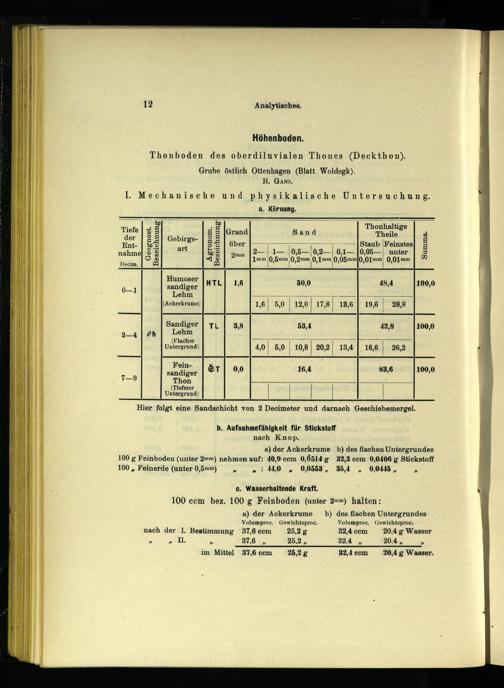 12 Analytisches.
Höhenboden.
Thonboden des oberdiluvialen Thones (Deckthon).
Grube östlich Ottenhagen (Blatt Woldegk).
R. Gans.
I. Mechanische und physikalische Untersuchung.
a. Körnung.
Tiefe der Entnahme Decim. Geognost. Bezeichnung Gebirgsart Agronom. Bezeichnung Grand über 2mm Sand Thonhaltige Theile Summa.
2—1mm 1—0,5mm 0,5—0,2mm 0,2—0,1mm 0,1—0,05mm Staub 0,05—0,01mm Feinstes unter 0,01mm
0—1 Humoser sandiger Lehm (Ackerkrume) HTL 1,6 50,0 48,4 100,0
1,6 5,0 12,0 17,8 13,6 19,6 28,8
2—4 ∂h Sandiger Lehm (Flacher Untergrund) TL 3,8 53,4 42,8 100,0
4,0 5,0 10,8 20,2 13,4 16,6 26,2
7—9 Feinsandiger Thon (Tieferer Untergrund) ĕT 0,0 16,4 83,6 100,0
Hier folgt eine Sandschicht von 2 Decimeter und darnach Geschiebemergel.
b. Aufnahmefähigkeit für Stickstoff
nach Knop.
a) der Ackerkrume b) des flachen Untergrundes
100 g Feinboden (unter 2mm) nehmen auf: 40,9 ccm 0,0514 g 32,3 ccm 0,0406 g Stickstoff
100 „ Feinerde (unter 0,5mm) „ „ : 44,0 „ 0,0553 „ 35,4 „ 0,0445 „ „
c. Wasserhaltende Kraft.
100 ccm bez. 100 g Feinboden (unter 2mm) halten:
a) der Ackerkrume b) des flachen Untergrundes
Volumproc. Gewichtsproc. Volumproc. Gewichtsproc.
nach der I. Bestimmung 37,6 ccm 25,2 g 32,4 ccm 20,4 g Wasser
„ „ II. „ 37,6 „ 25,2 „ 32,4 „ 20,4 „ „
im Mittel 37,6 ccm 25,2 g 32,4 ccm 20,4 g Wasser.